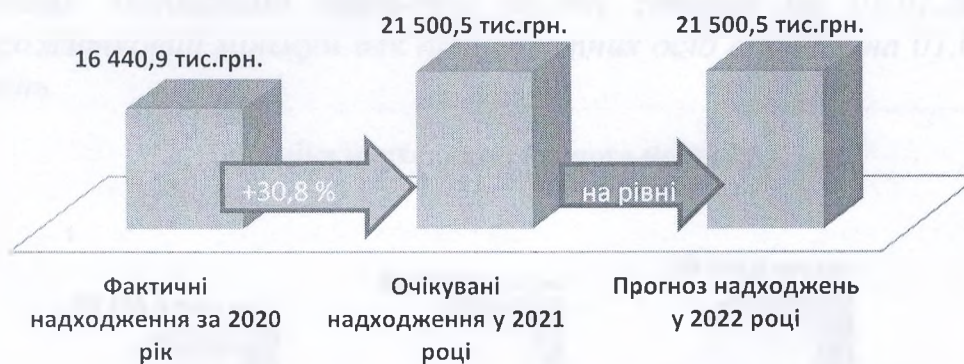 21 500,5 тис.грн.
21 500,5 тис.грн.
16 440,9 тис.грн.
+30,8 %
на рівні
Фактичні
надходження за 2020
рік
Очікувані
надходження у 2021
році
Прогноз надходжень
у 2022 році